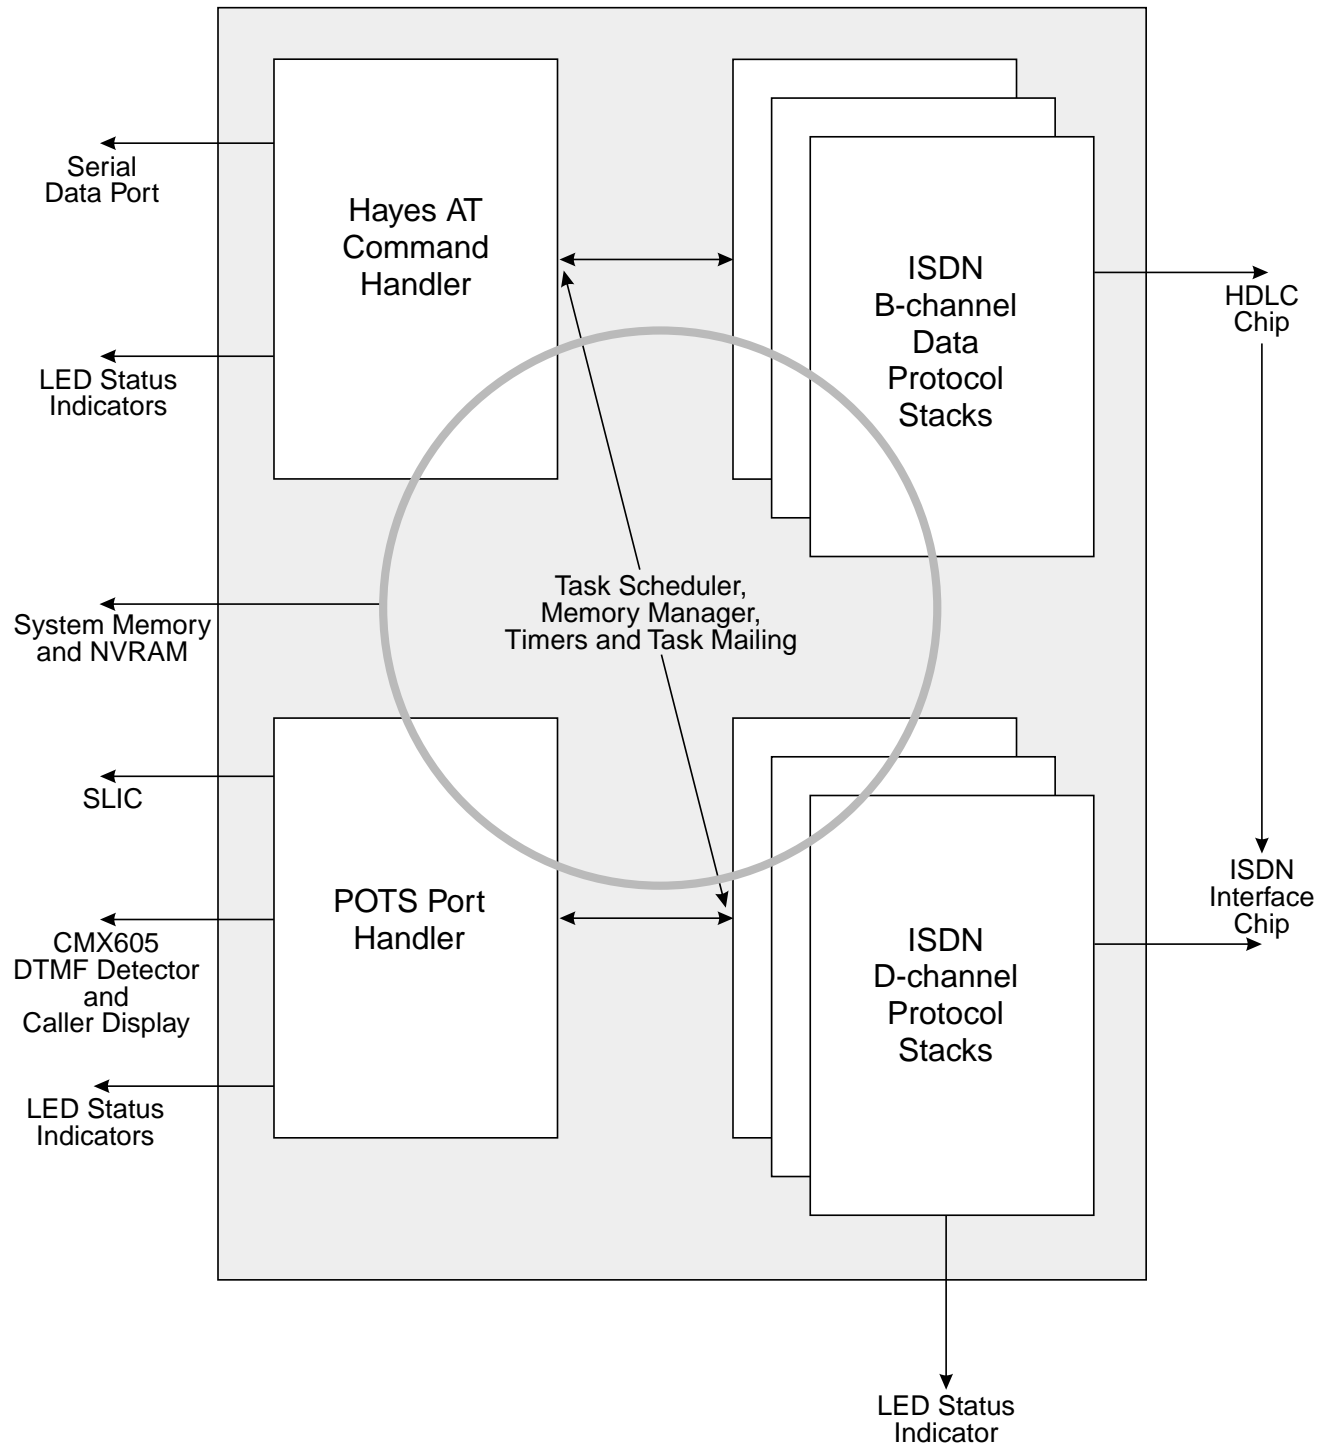 Serial
Data Port
Hayes AT
Command
Handler
ISDN
B-channel
Data
Protocol
Stacks
HDLC
Chip
LED Status
Indicators
Task Scheduler,
Memory Manager,
Timers and Task Mailing
System Memory
and NVRAM
SLIC
POTS Port
Handler
CMX605
DTMF Detector
and
Caller Display
LED Status
Indicators
ISDN
D-channel
Protocol
Stacks
ISDN
Interface
Chip
LED Status
Indicator